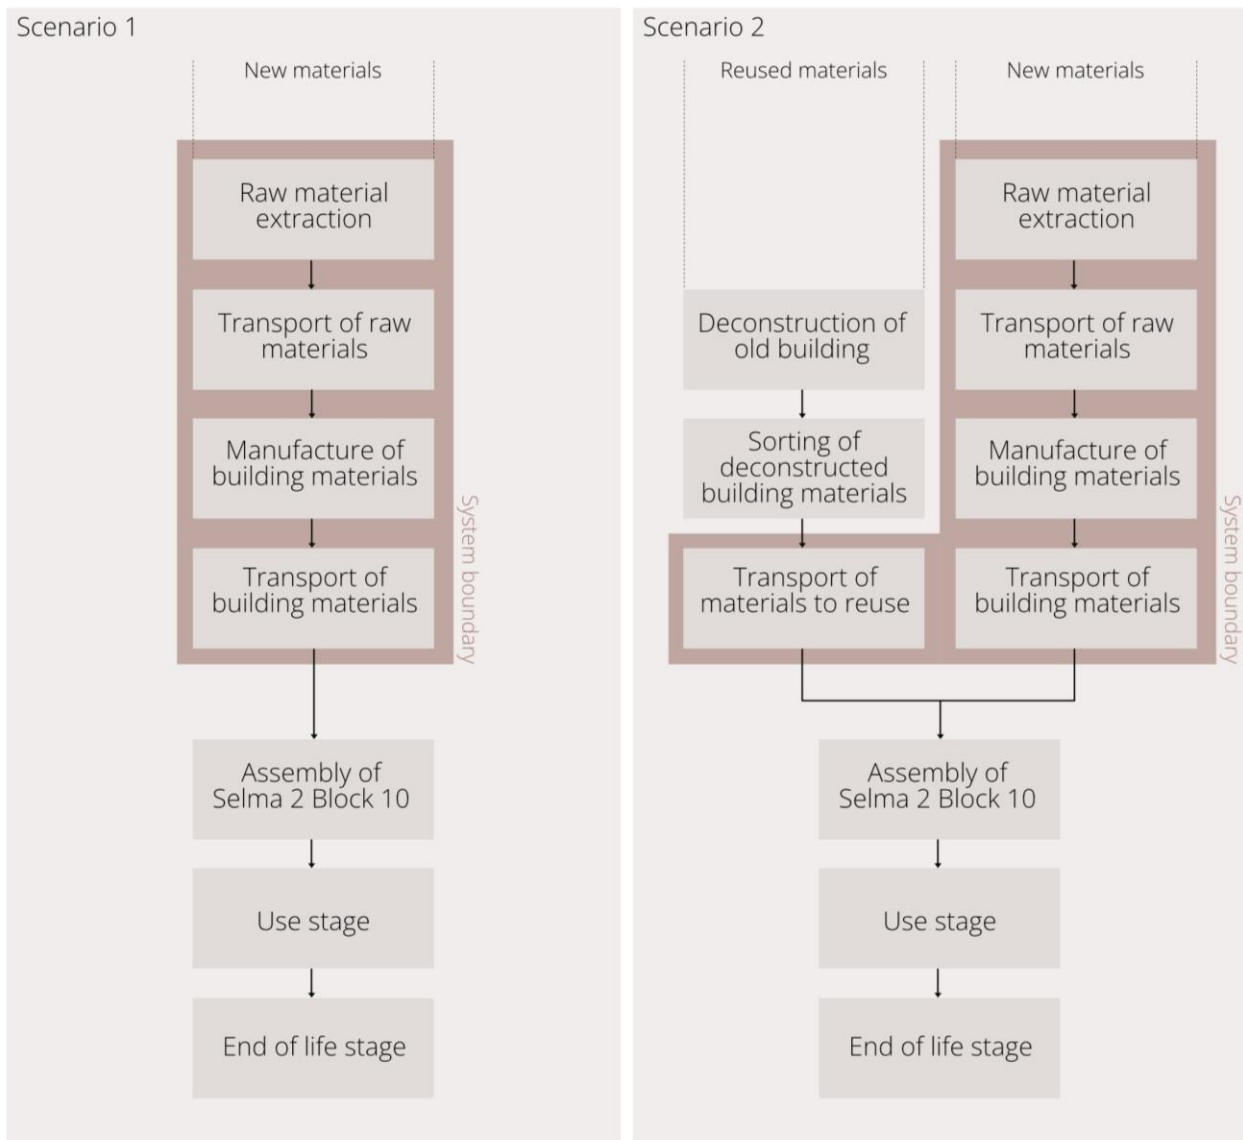 Scenario 1
New materials
Raw material
extraction
Transport of raw
materials
Manufacture of
building materials
Transport of
building materials
System boundary
Assembly of
Selma 2 Block 10
Use stage
End of life stage
Scenario 2
Reused materials
New materials
Deconstruction of
old building
Sorting of
deconstructed
building materials
Transport of
materials to reuse
Raw material
extraction
Transport of raw
materials
Manufacture of
building materials
Transport of
building materials
System boundary
Assembly of
Selma 2 Block 10
Use stage
End of life stage